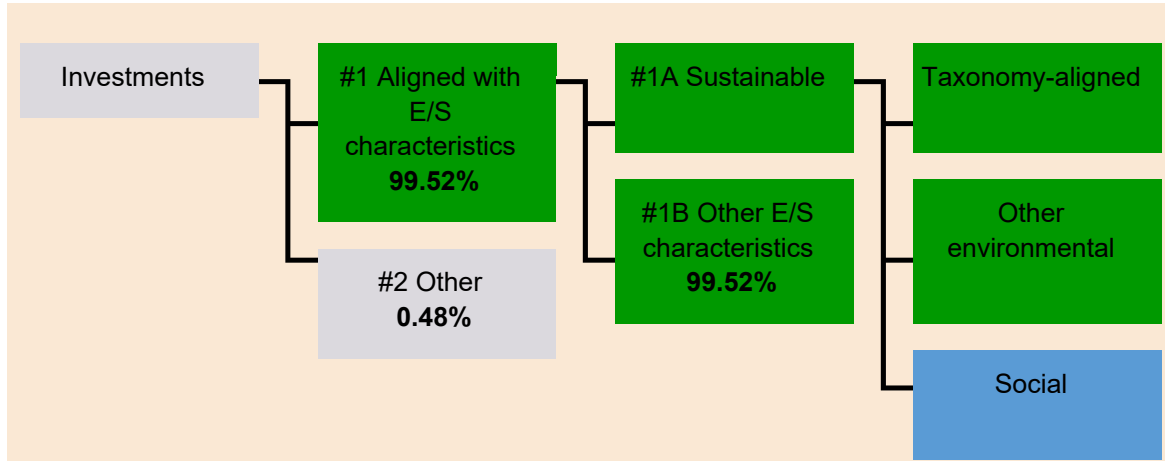 Investments
#1 Aligned with
E/S
characteristics
99.52%
#2 Other
0.48%
#1A Sustainable
#1B Other E/S
characteristics
99.52%
Taxonomy-aligned
Other
environmental
Social